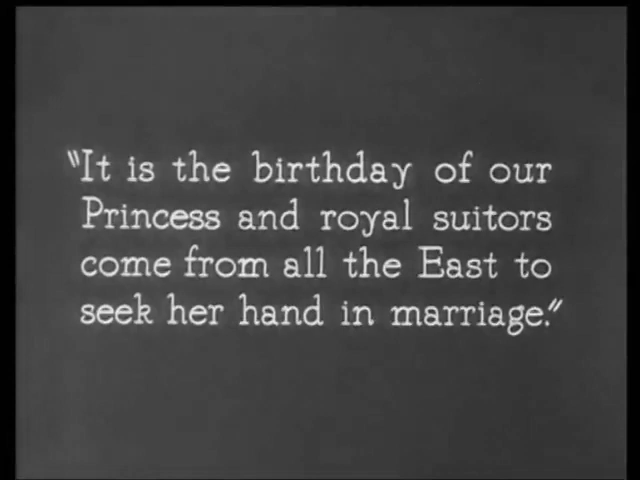 "It is the birthday of our
Princess and royal suitors
come from all the East to
seek her hand in marriage."